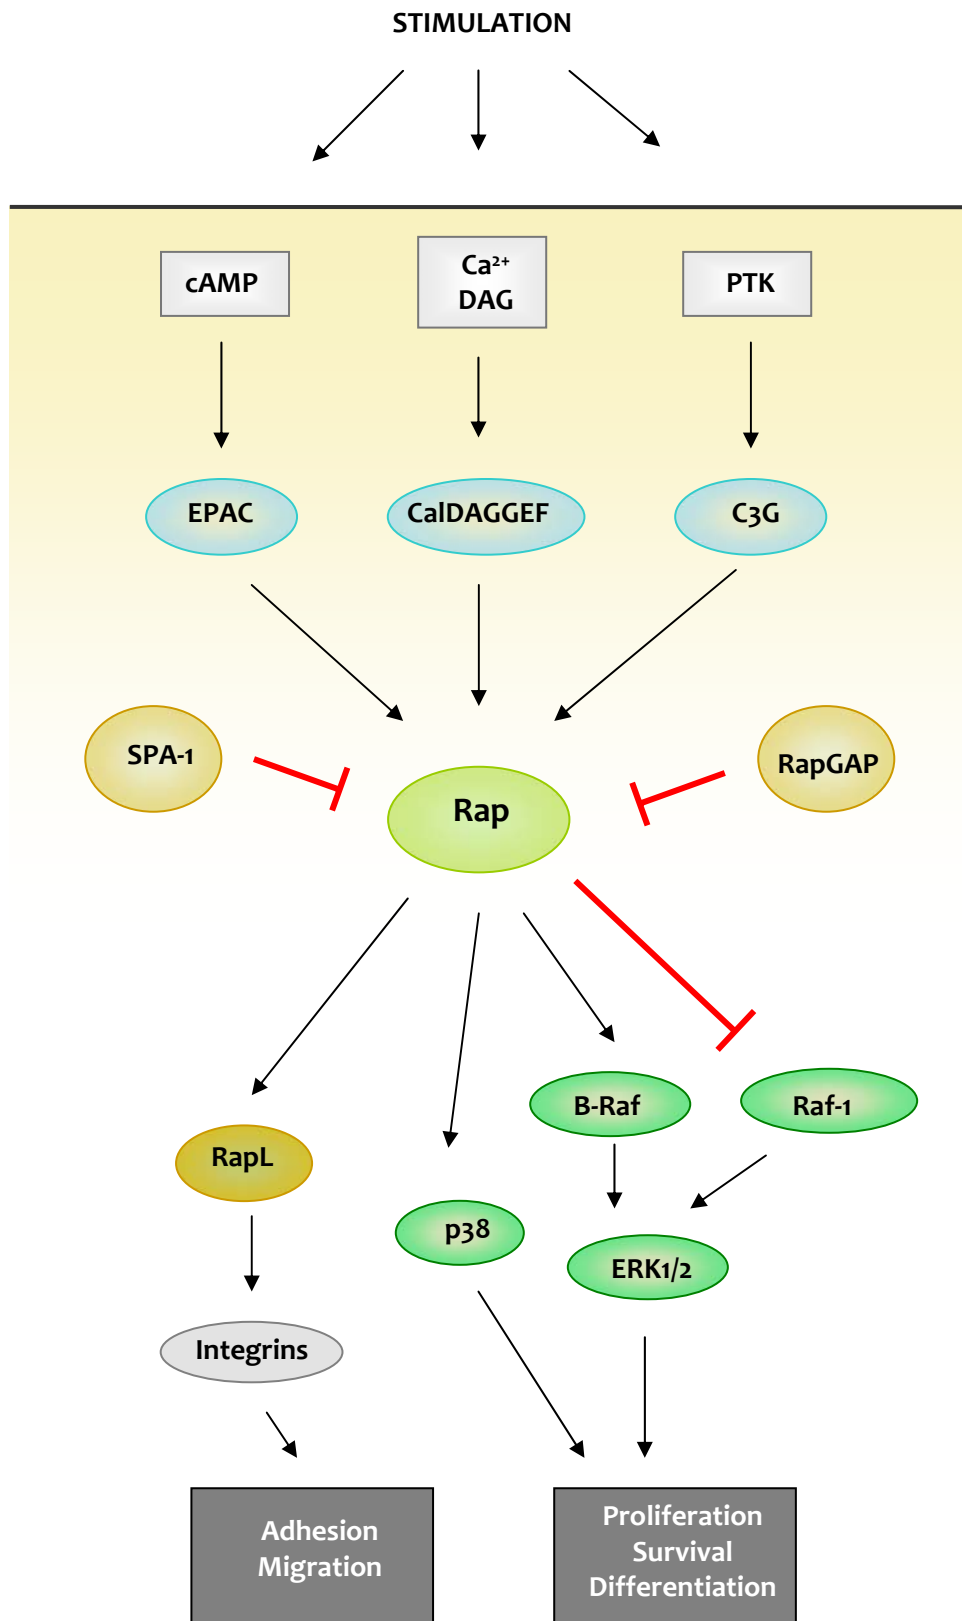 STIMULATION
cAMP
Ca²⁺
DAG
PTK
EPAC
CalDAGGEF
C3G
SPA-1
RapGAP
Rap
B-Raf
Raf-1
RapL
p38
ERK1/2
Integrins
Adhesion
Migration
Proliferation
Survival
Differentiation